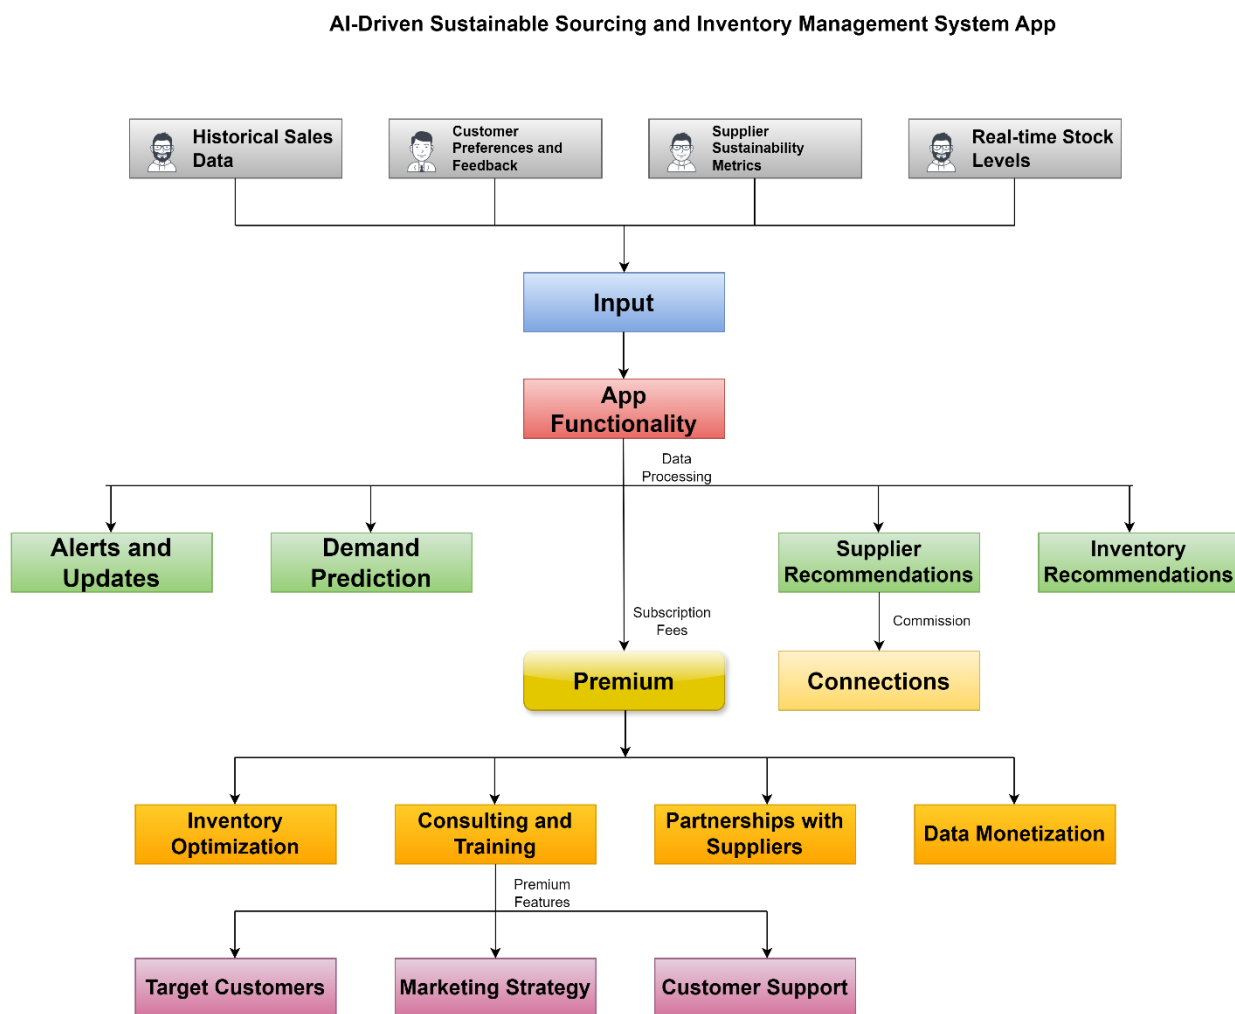 AI-Driven Sustainable Sourcing and Inventory Management System App
Historical Sales
Data
Customer
Preferences and
Feedback
Supplier
Sustainability
Metrics
Real-time Stock
Levels
Input
App
Functionality
Data
Processing
Alerts and
Updates
Demand
Prediction
Supplier
Recommendations
Inventory
Recommendations
Subscription
Fees
Commission
Premium
Connections
Inventory
Optimization
Consulting and
Training
Partnerships with
Suppliers
Data Monetization
Premium
Features
Target Customers
Marketing Strategy
Customer Support